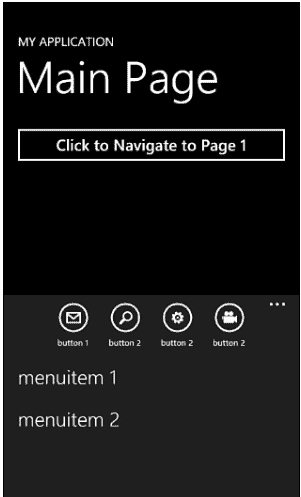 MY APPLICATION
Main Page
Click to Navigate to Page 1
button 1 button 2 button 2 button 2
menuitem 1
menuitem 2